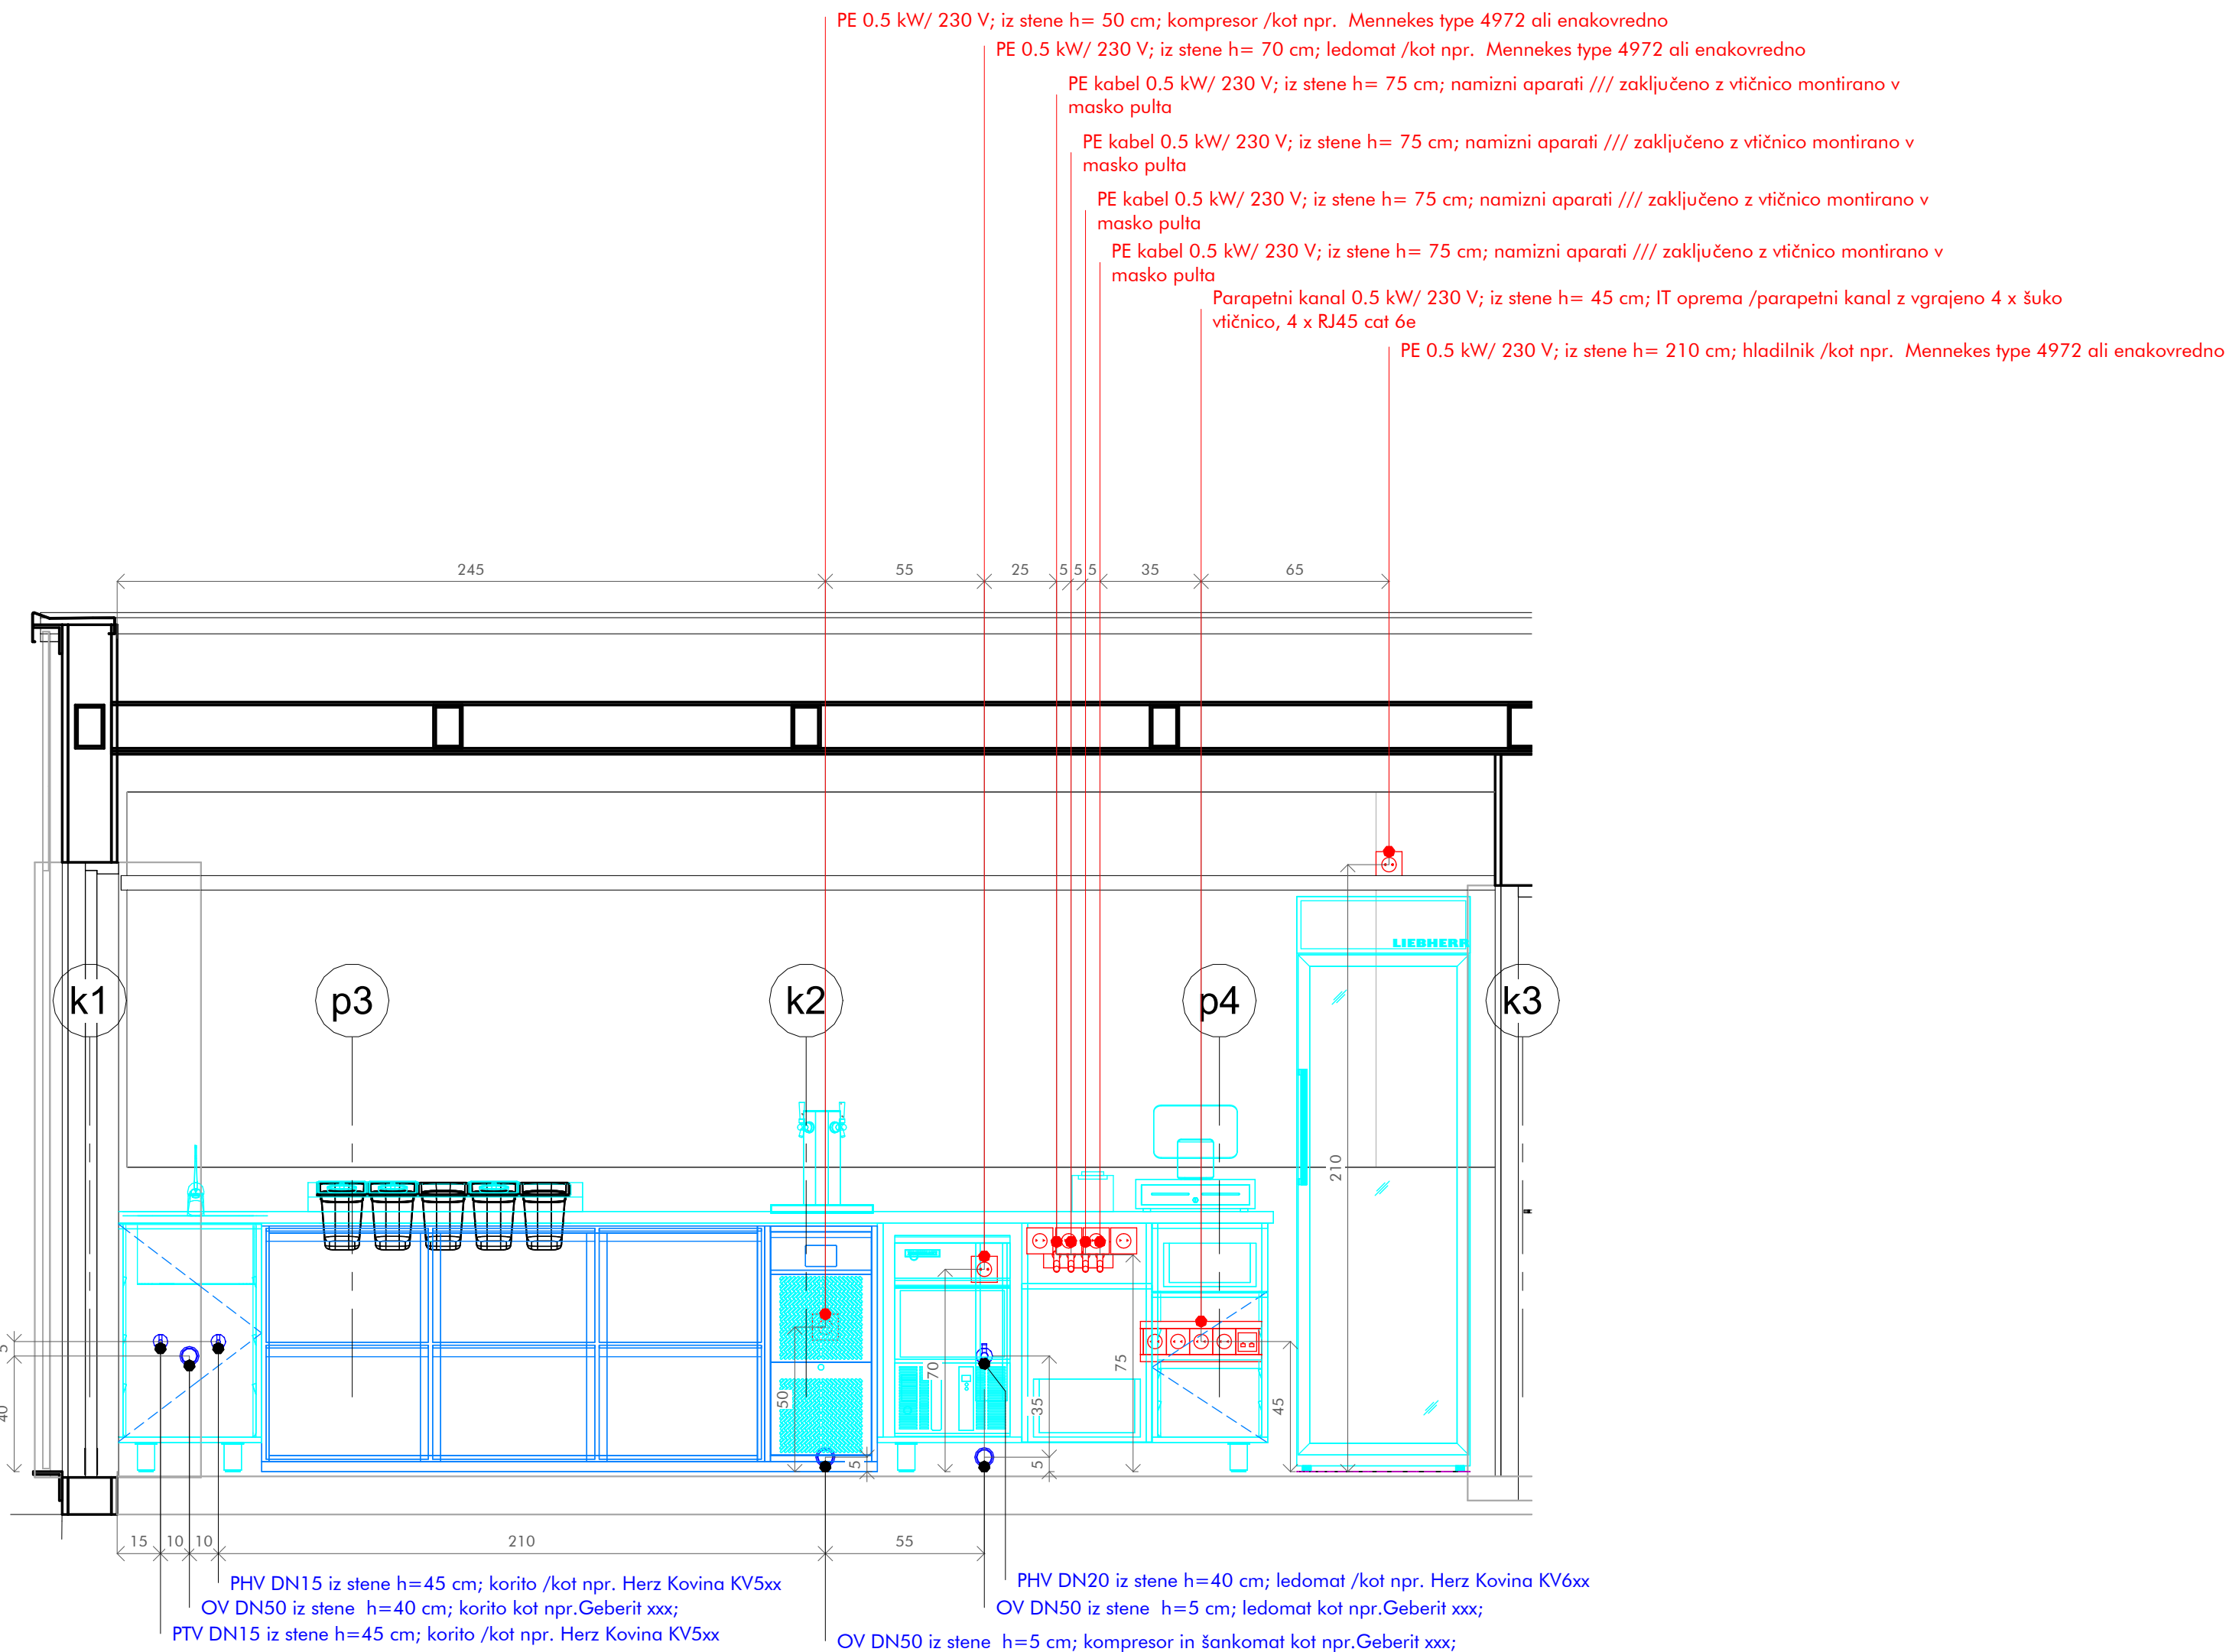 PE 0.5 kW/ 230 V; iz stene h= 50 cm; kompresor /kot npr.  Mennekes type 4972 ali enakovredno
PE 0.5 kW/ 230 V; iz stene h= 70 cm; ledomat /kot npr.  Mennekes type 4972 ali enakovredno
PE kabel 0.5 kW/ 230 V; iz stene h= 75 cm; namizni aparati /// zaključeno z vtičnico montirano v
masko pulta
PE kabel 0.5 kW/ 230 V; iz stene h= 75 cm; namizni aparati /// zaključeno z vtičnico montirano v
masko pulta
PE kabel 0.5 kW/ 230 V; iz stene h= 75 cm; namizni aparati /// zaključeno z vtičnico montirano v
masko pulta
PE kabel 0.5 kW/ 230 V; iz stene h= 75 cm; namizni aparati /// zaključeno z vtičnico montirano v
masko pulta
Parapetni kanal 0.5 kW/ 230 V; iz stene h= 45 cm; IT oprema /parapetni kanal z vgrajeno 4 x šuko
vtičnico, 4 x RJ45 cat 6e
PE 0.5 kW/ 230 V; iz stene h= 210 cm; hladilnik /kot npr.  Mennekes type 4972 ali enakovredno
245 55 25 5 5 5 35 65
LIEBHERR
k1 p3 k2 p4 k3
210
5
40
50
5
70
35
5
75
45
15 10 10 210 55
PHV DN15 iz stene h=45 cm; korito /kot npr. Herz Kovina KV5xx
OV DN50 iz stene  h=40 cm; korito kot npr.Geberit xxx;
PTV DN15 iz stene h=45 cm; korito /kot npr. Herz Kovina KV5xx
PHV DN20 iz stene h=40 cm; ledomat /kot npr. Herz Kovina KV6xx
OV DN50 iz stene  h=5 cm; ledomat kot npr.Geberit xxx;
OV DN50 iz stene  h=5 cm; kompresor in šankomat kot npr.Geberit xxx;